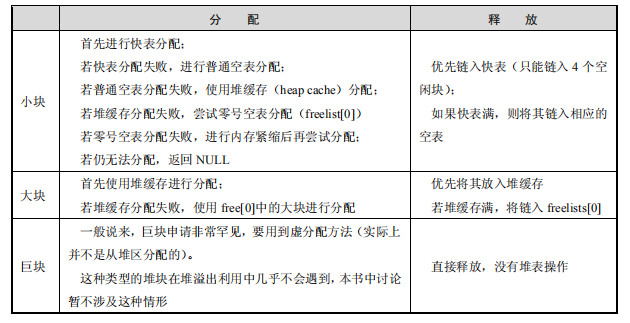 分 配
释 放
小块
首先进行快表分配；
若快表分配失败，进行普通空表分配；
若普通空表分配失败，使用堆缓存（heap cache）分配；
若堆缓存分配失败，尝试零号空表分配（freelist[0]）
若零号空表分配失败，进行内存紧缩后再尝试分配；
若仍无法分配，返回 NULL
优先链入快表（只能链入 4 个空
闲块）；
如果快表满，则将其链入相应的
空表
大块
首先使用堆缓存进行分配；
若堆缓存分配失败，使用 free[0]中的大块进行分配
优先将其放入堆缓存
若堆缓存满，将链入 freelists[0]
巨块
一般说来，巨块申请非常罕见，要用到虚分配方法（实际上
并不是从堆区分配的）。
这种类型的堆块在堆溢出利用中几乎不会遇到，本书中讨论
暂不涉及这种情形
直接释放，没有堆表操作